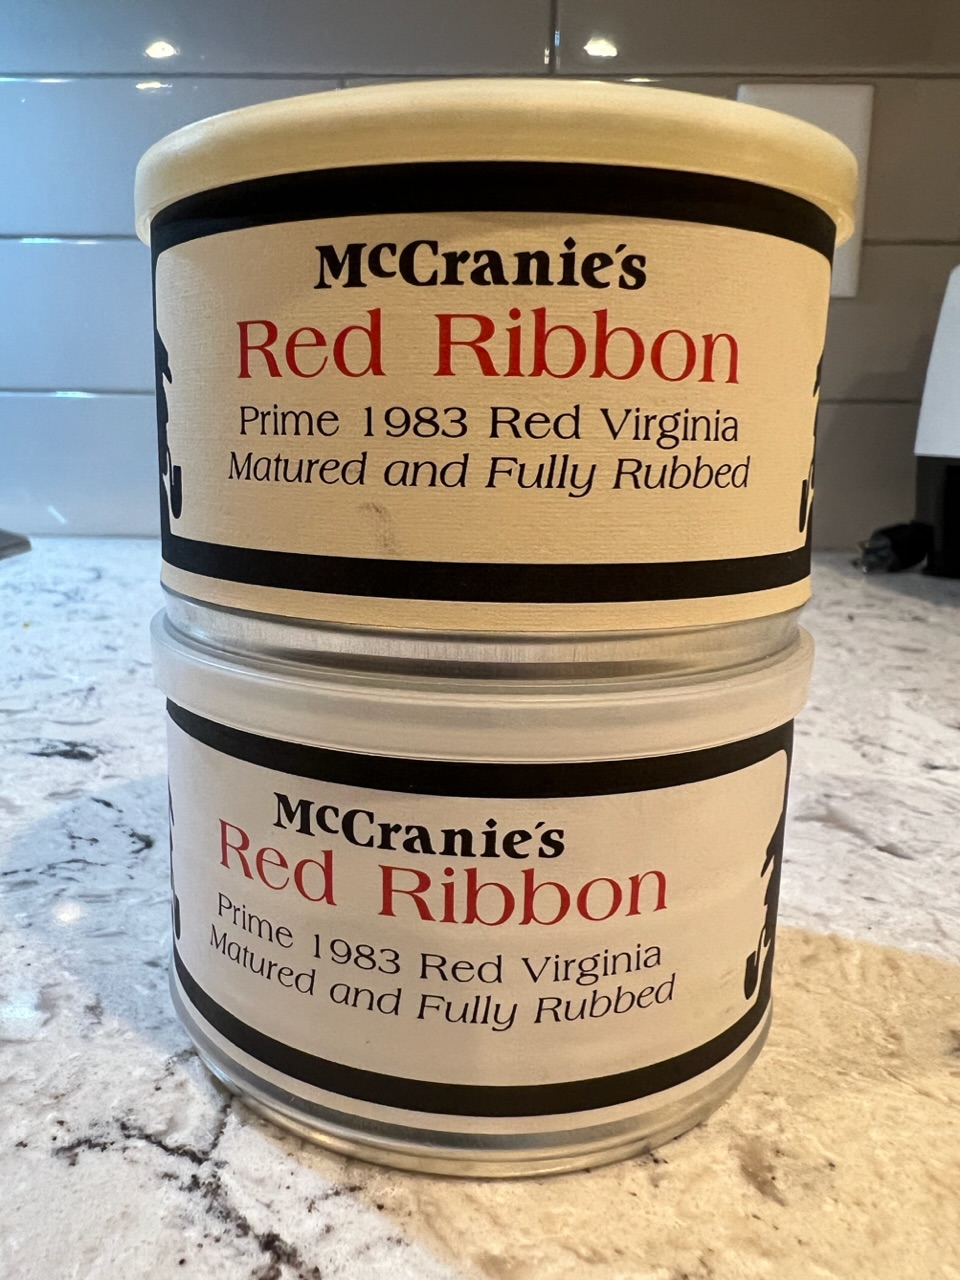 McCranie's
Red Ribbon
Prime 1983 Red Virginia
Matured and Fully Rubbed
McCranie's
Red Ribbon
Prime 1983 Red Virginia
Matured and Fully Rubbed